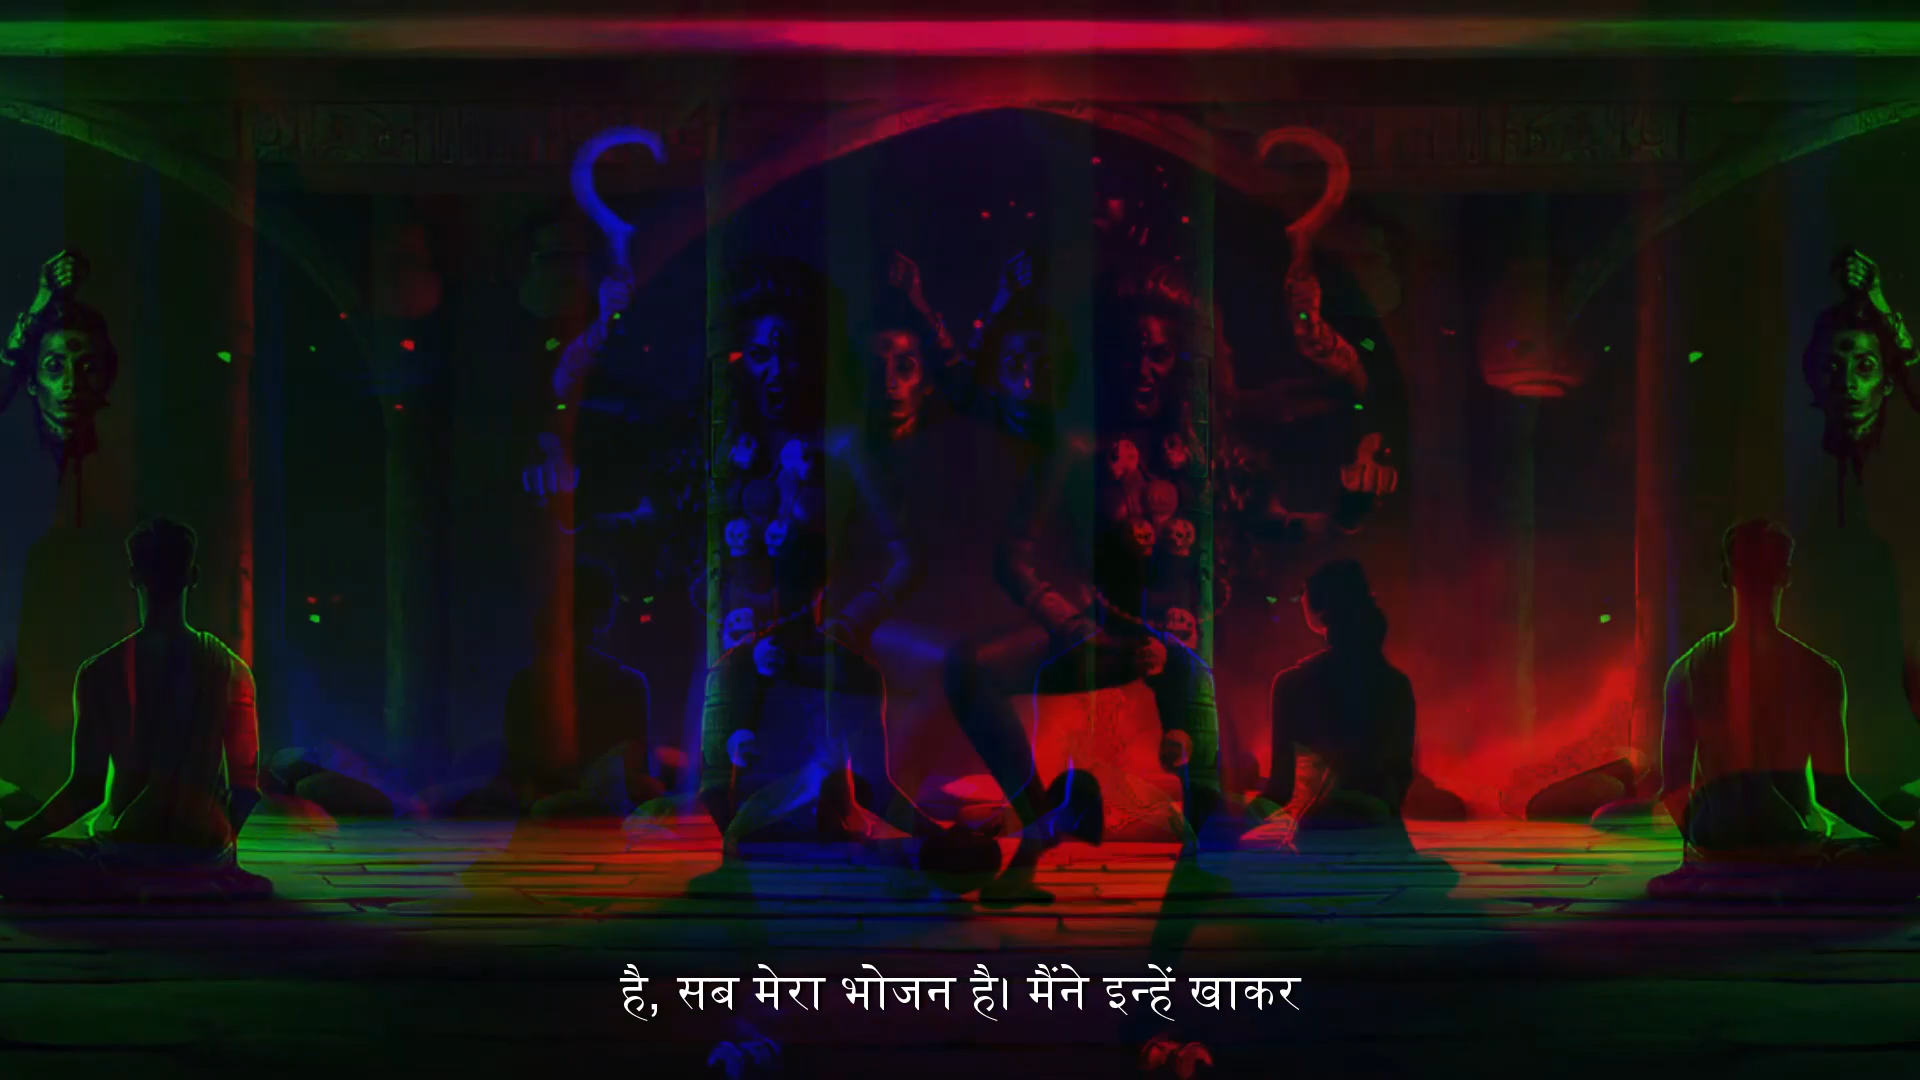 है, सब मेरा भोजन है। मैंने इन्हें खाकर